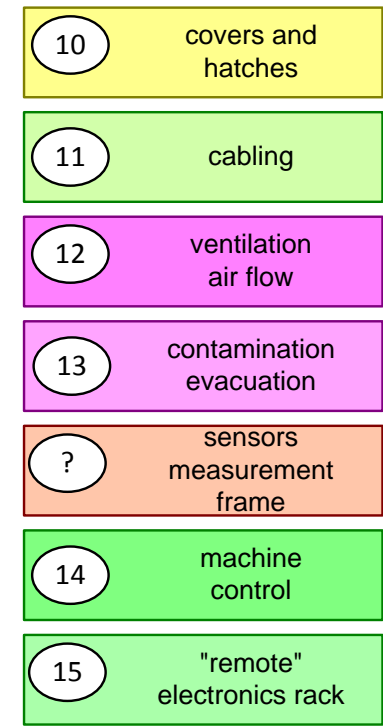 10
covers and
hatches
11
cabling
12
ventilation
air flow
13
contamination
evacuation
?
sensors
measurement
frame
14
machine
control
15
"remote"
electronics rack